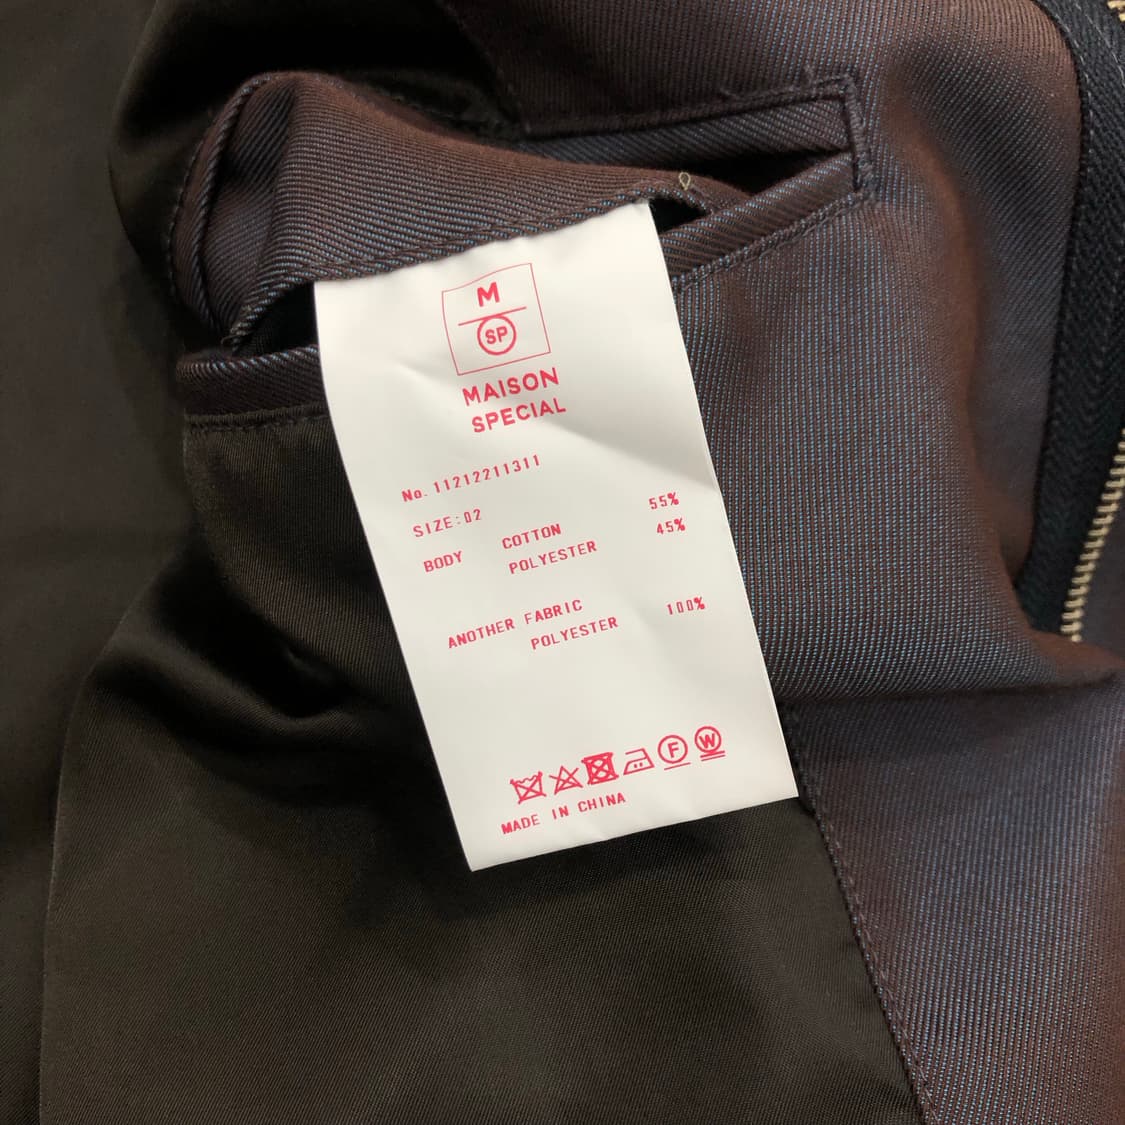 M
SP
MAISON
SPECIAL
No. 11212211311
SIZE:02
BODY COTTON 55%
POLYESTER 45%
ANOTHER FABRIC
POLYESTER 100%
F W
MADE IN CHINA